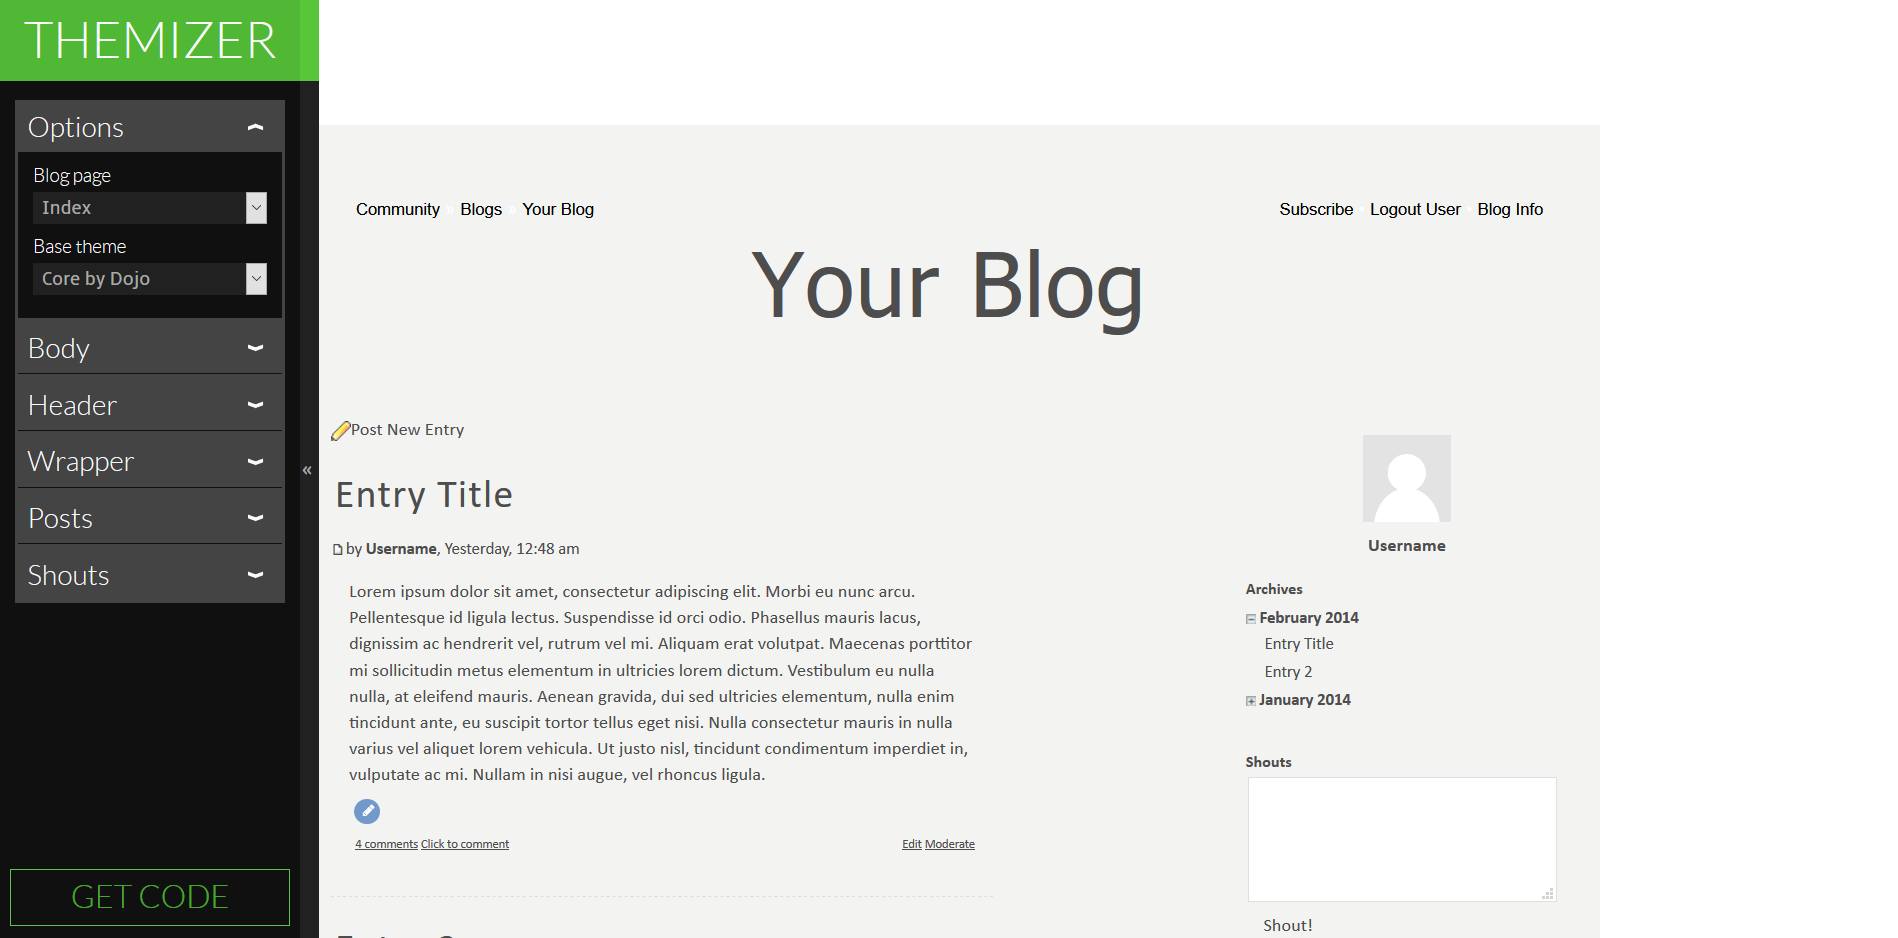 THEMIZER
Options
Blog page
Index
Base theme
Core by Dojo
Body
Header
Wrapper
Posts
Shouts
GET CODE
«
Community » Blogs » Your Blog
Subscribe • Logout User • Blog Info
Your Blog
Post New Entry
Entry Title
by Username, Yesterday, 12:48 am
Lorem ipsum dolor sit amet, consectetur adipiscing elit. Morbi eu nunc arcu.
Pellentesque id ligula lectus. Suspendisse id orci odio. Phasellus mauris lacus,
dignissim ac hendrerit vel, rutrum vel mi. Aliquam erat volutpat. Maecenas porttitor
mi sollicitudin metus elementum in ultricies lorem dictum. Vestibulum eu nulla
nulla, at eleifend mauris. Aenean gravida, dui sed ultricies elementum, nulla enim
tincidunt ante, eu suscipit tortor tellus eget nisi. Nulla consectetur mauris in nulla
varius vel aliquet lorem vehicula. Ut justo nisl, tincidunt condimentum imperdiet in,
vulputate ac mi. Nullam in nisi augue, vel rhoncus ligula.
4 comments Click to comment
Edit Moderate
Username
Archives
February 2014
Entry Title
Entry 2
January 2014
Shouts
Shout!